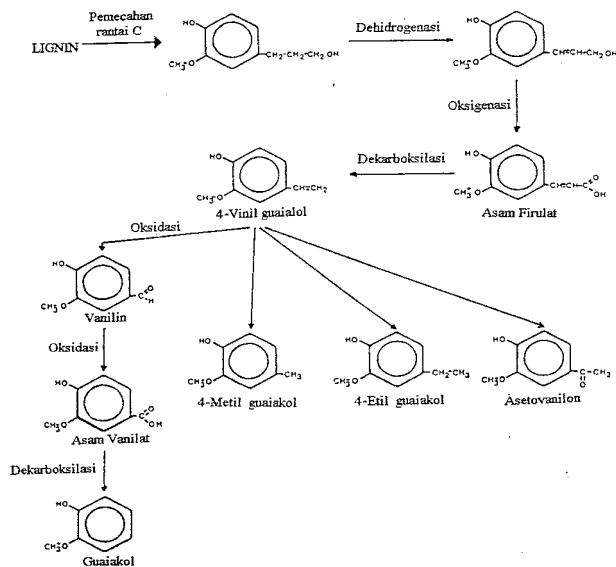 Pemecahan
rantai C
LIGNIN
HO
CH₃O
CH₂-CH₂-CH₂OH
Dehidrogenasi
HO
CH₃O
CH=CH-CH₂OH
Oksigenasi
HO
CH₃O
CH=CH-C
O
OH
Asam Firulat
Dekarboksilasi
HO
CH₃O
CH=CH₂
4-Vinil guaialol
Oksidasi
HO
CH₃O
C
O
H
Vanilin
Oksidasi
HO
CH₃O
CH₃
4-Metil guaiakol
HO
CH₃O
CH₂-CH₃
4-Etil guaiakol
HO
CH₃O
C-CH₃
O
Asetovanilon
HO
CH₃O
C
O
OH
Asam Vanilat
Dekarboksilasi
HO
CH₃O
Guaiakol